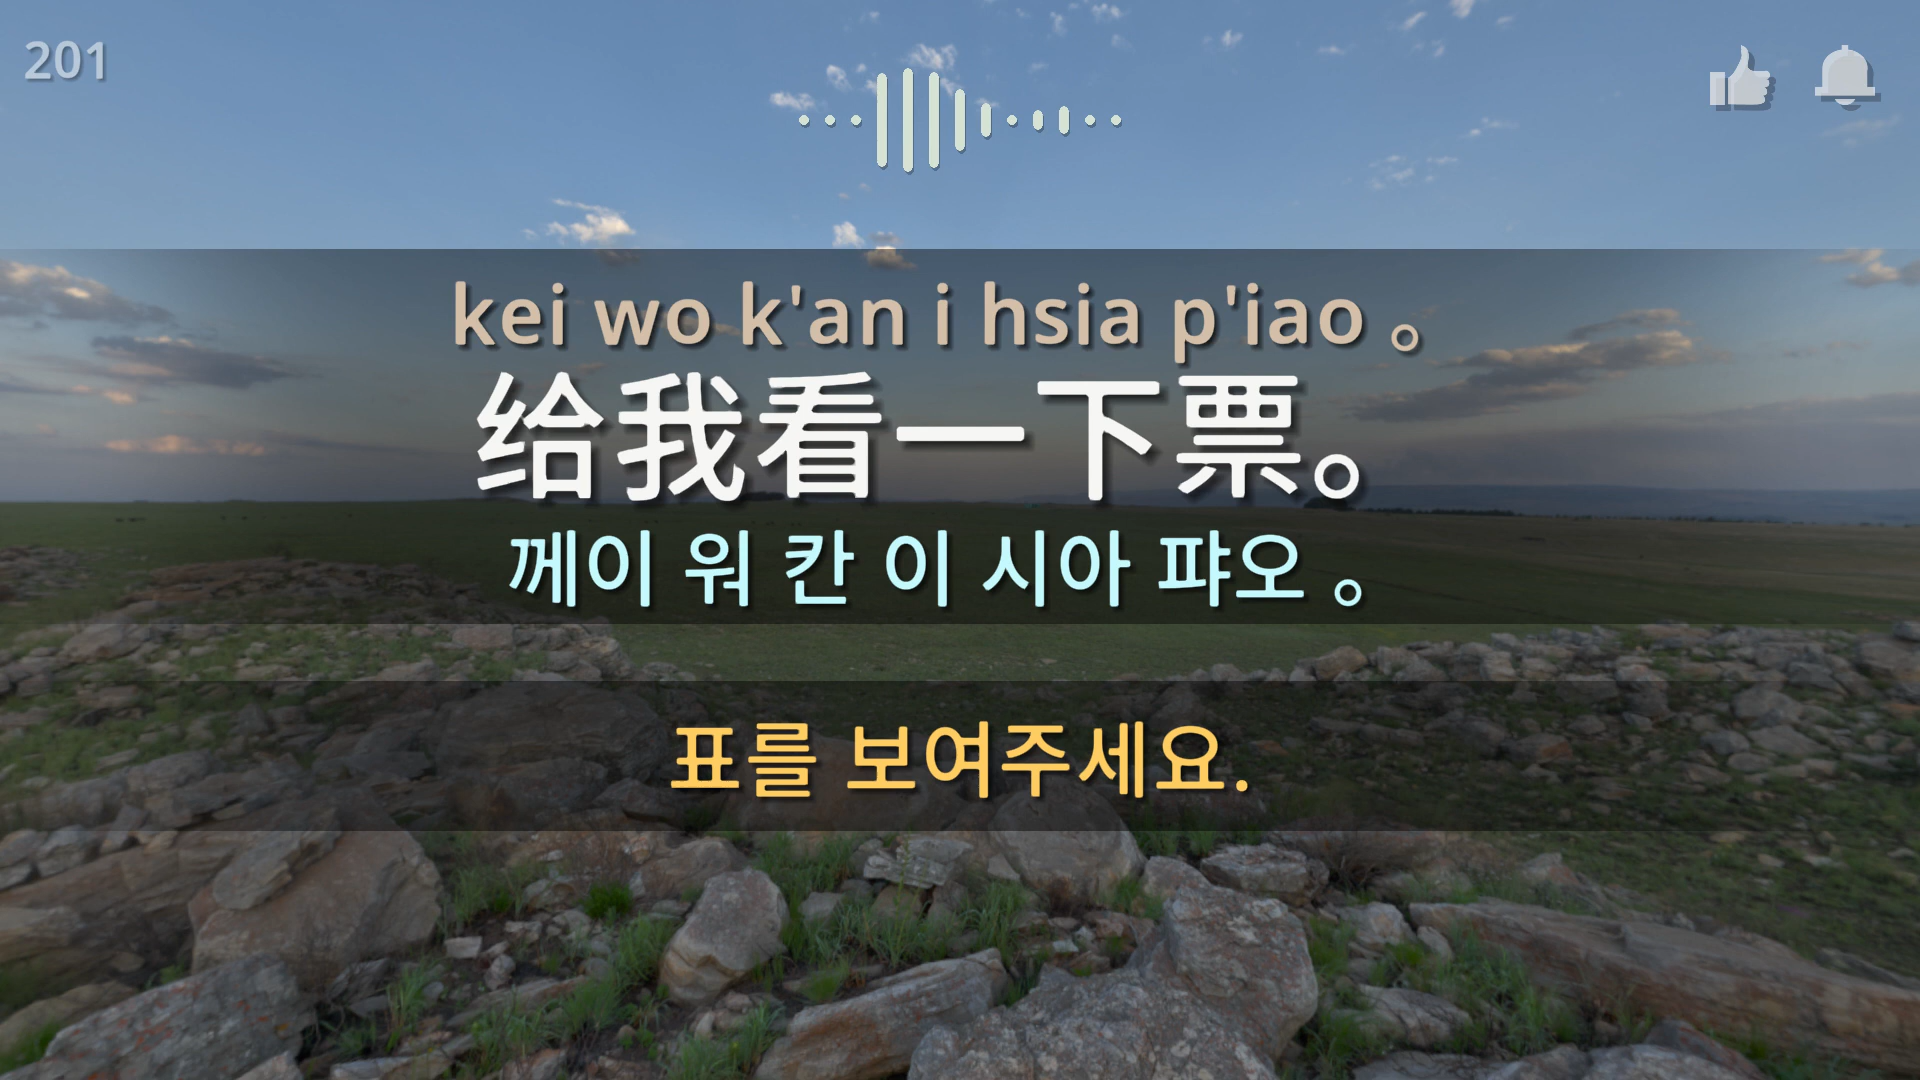 201
kei wo k'an i hsia p'iao 。
给我看一下票。
께이 워 칸 이 시아 퍄오 。
표를 보여주세요.